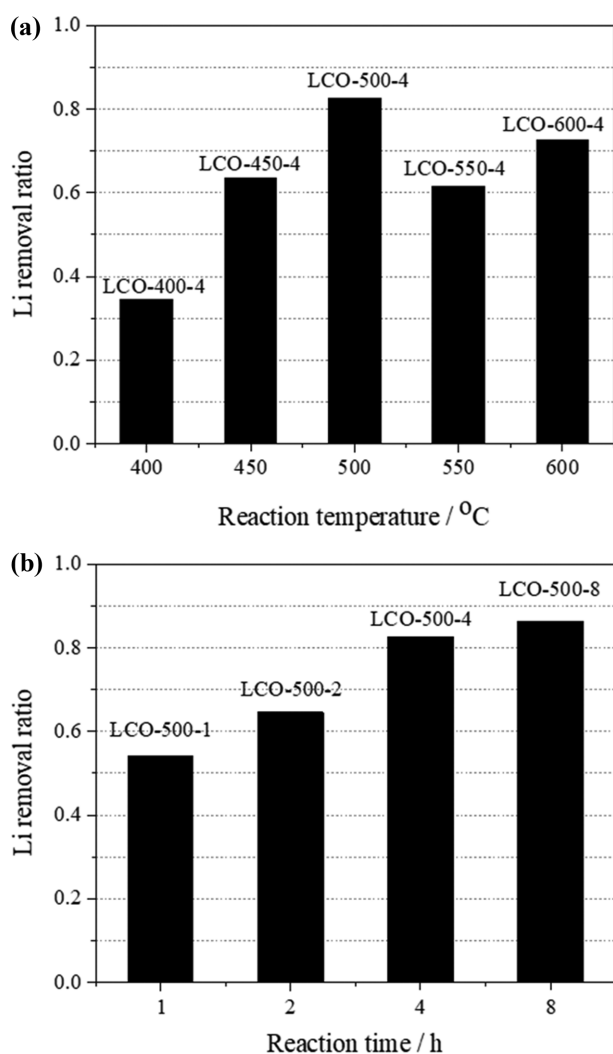 (a)
1.0
0.8
0.6
0.4
0.2
0.0
Li removal ratio
LCO-400-4
LCO-450-4
LCO-500-4
LCO-550-4
LCO-600-4
400 450 500 550 600
Reaction temperature / °C
(b)
1.0
0.8
0.6
0.4
0.2
0.0
Li removal ratio
LCO-500-1
LCO-500-2
LCO-500-4
LCO-500-8
1 2 4 8
Reaction time / h